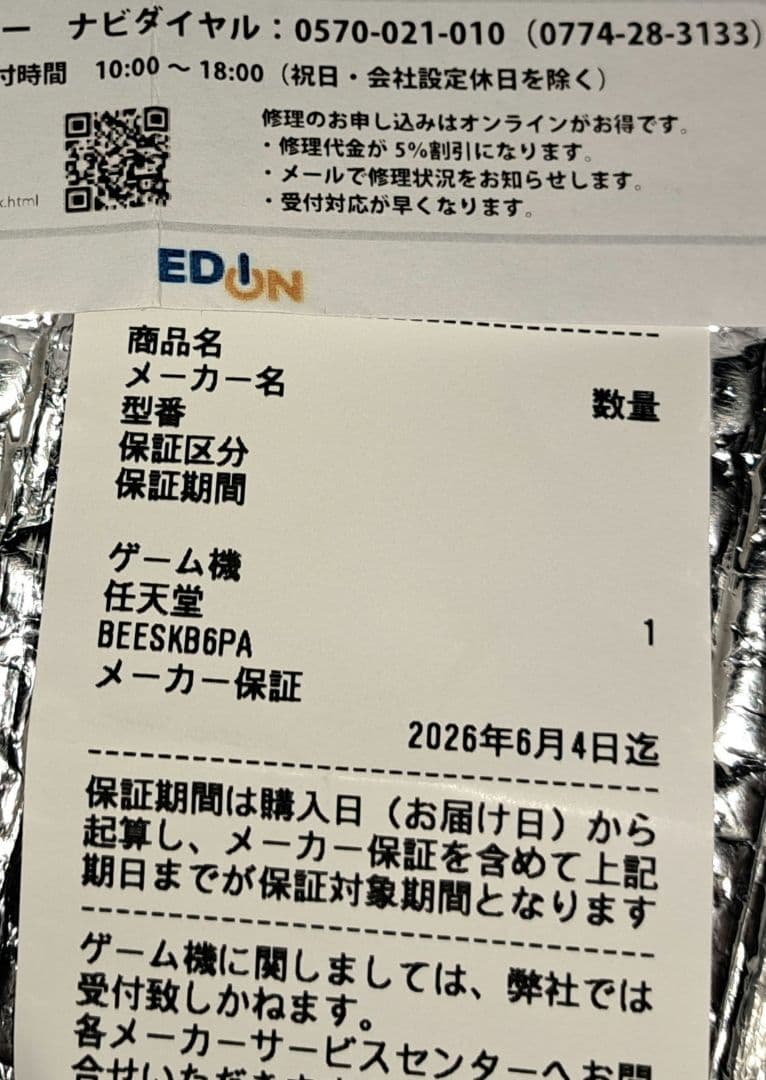 ー ナビダイヤル：0570-021-010（0774-28-3133）
付時間 10:00 ～ 18:00（祝日・会社設定休日を除く）
修理のお申し込みはオンラインがお得です。
・修理代金が 5%割引になります。
・メールで修理状況をお知らせします。
・受付対応が早くなります。
x.html
EDION
商品名
メーカー名
数量
型番
保証区分
保証期間
ゲーム機
任天堂
BEESKB6PA 1
メーカー保証
2026年6月4日迄
保証期間は購入日（お届け日）から
起算し、メーカー保証を含めて上記
期日までが保証対象期間となります
ゲーム機に関しましては、弊社では
受付致しかねます。
各メーカーサービスセンターへお問
合せいただき